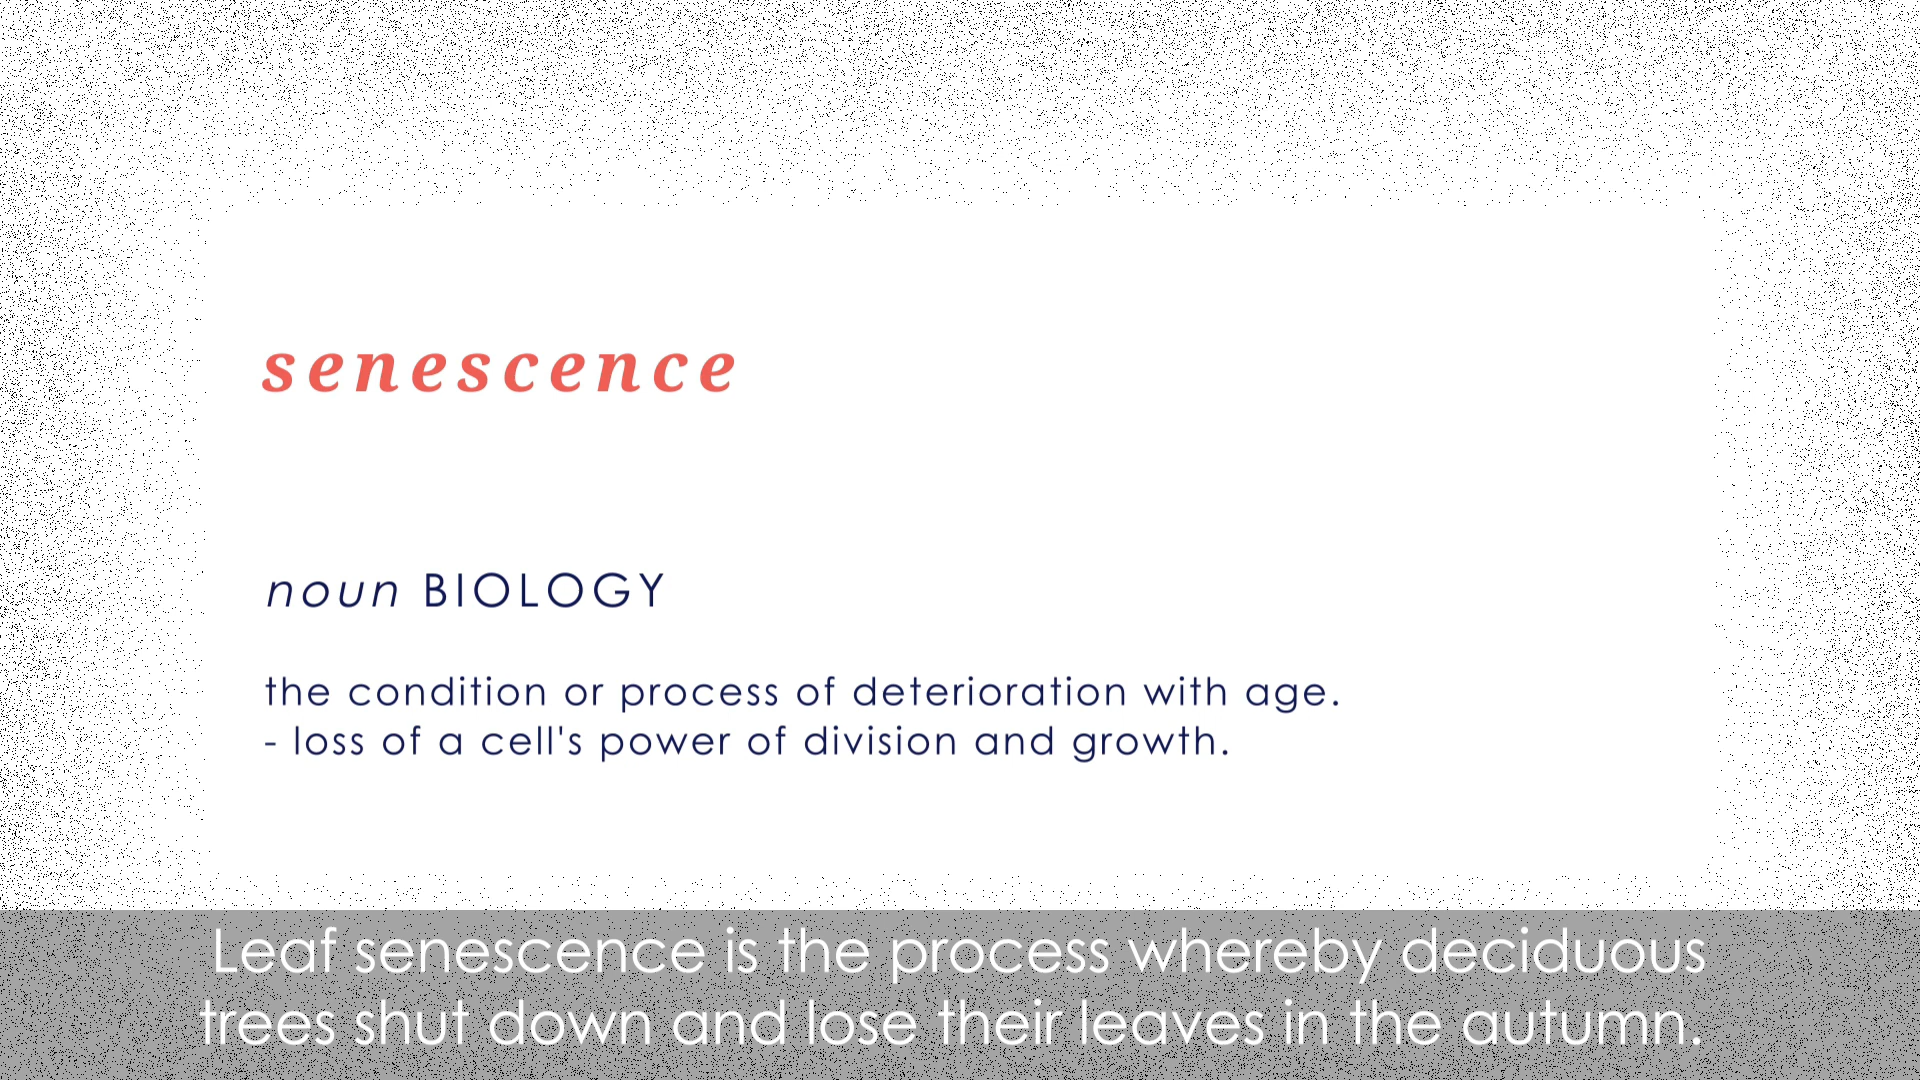 senescence
noun BIOLOGY
the condition or process of deterioration with age.
- loss of a cell's power of division and growth.
Leaf senescence is the process whereby deciduous
trees shut down and lose their leaves in the autumn.